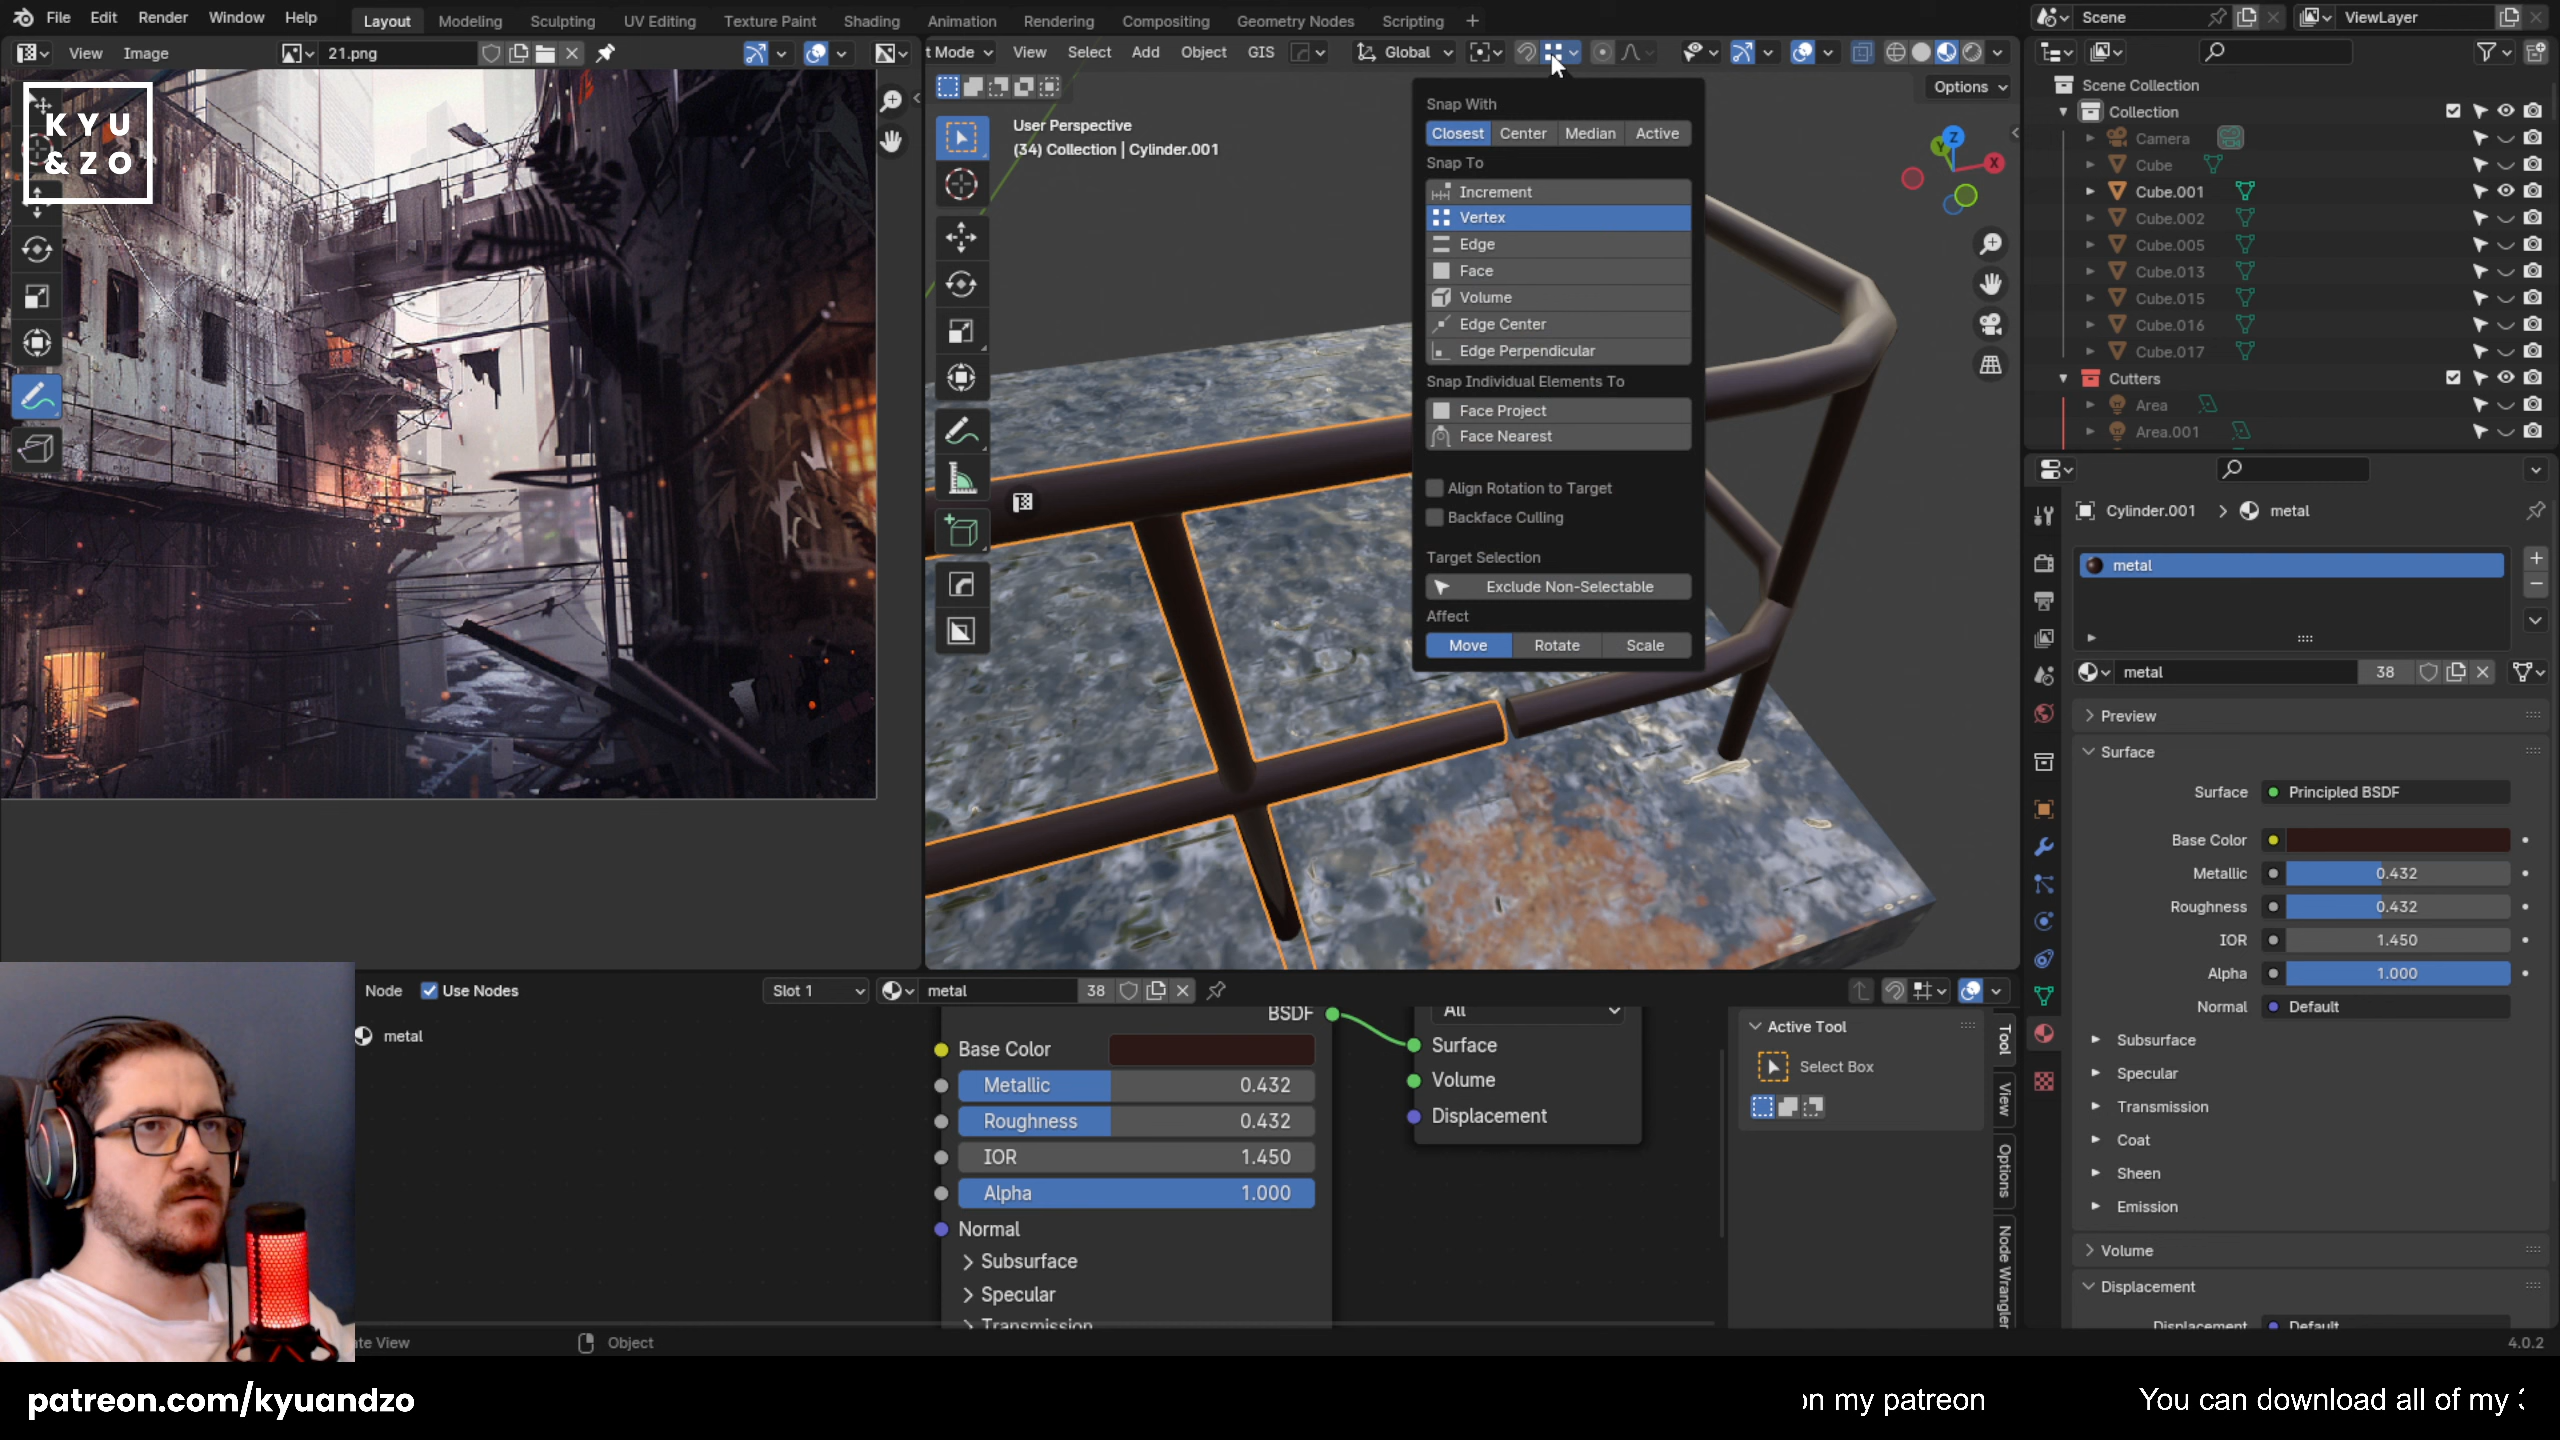 File Edit Render Window Help
Layout Modeling Sculpting UV Editing Texture Paint Shading Animation Rendering Compositing Geometry Nodes Scripting +
Scene
ViewLayer
View Image
21.png
t Mode View Select Add Object GIS
Global
Options
KYU
&ZO
User Perspective
(34) Collection | Cylinder.001
Snap With
Closest Center Median Active
Snap To
Increment
Vertex
Edge
Face
Volume
Edge Center
Edge Perpendicular
Snap Individual Elements To
Face Project
Face Nearest
Align Rotation to Target
Backface Culling
Target Selection
Exclude Non-Selectable
Affect
Move Rotate Scale
Z
Y
X
Scene Collection
Collection
Camera
Cube
Cube.001
Cube.002
Cube.005
Cube.013
Cube.015
Cube.016
Cube.017
Cutters
Area
Area.001
Cylinder.001 > metal
metal
metal 38
Preview
Surface
Surface Principled BSDF
Base Color
Metallic 0.432
Roughness 0.432
IOR 1.450
Alpha 1.000
Normal Default
Subsurface
Specular
Transmission
Coat
Sheen
Emission
Volume
Displacement
Displacement Default
Node Use Nodes
Slot 1
metal 38
metal
BSDF
Base Color
Metallic 0.432
Roughness 0.432
IOR 1.450
Alpha 1.000
Normal
Subsurface
Specular
Transmission
All
Surface
Volume
Displacement
Active Tool
Select Box
Tool
View
Options
Node Wrangler
te View
Object
4.0.2
patreon.com/kyuandzo
on my patreon
You can download all of my